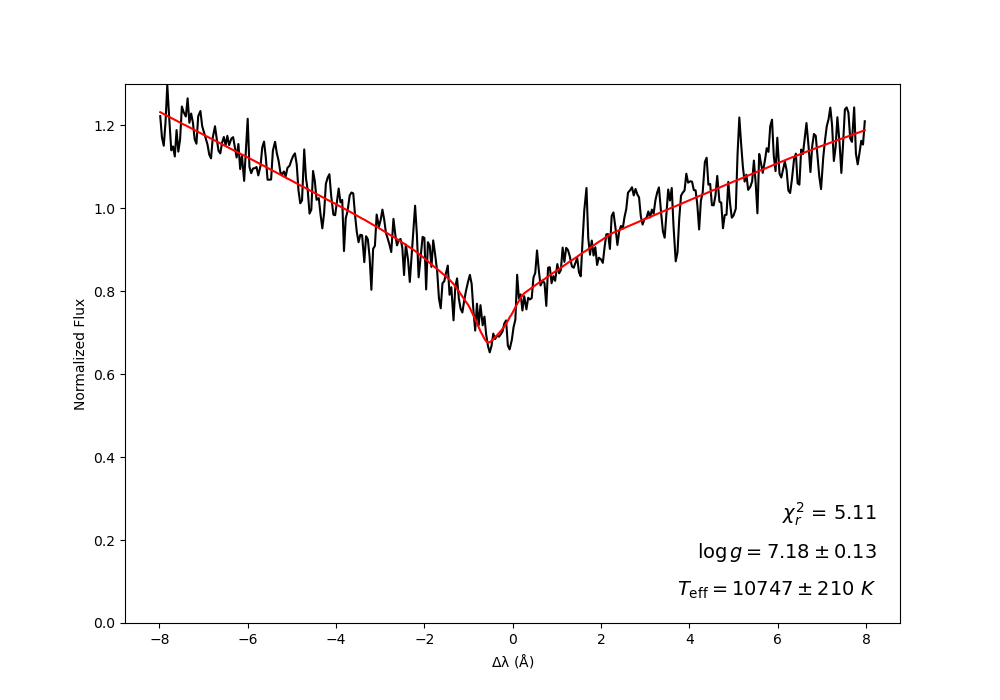 1.2
1.0
0.8
0.6
0.4
0.2
0.0
Normalized Flux
χ²ᵣ = 5.11
log g = 7.18 ± 0.13
T_eff = 10747 ± 210 K
−8 −6 −4 −2 0 2 4 6 8
Δλ (Å)